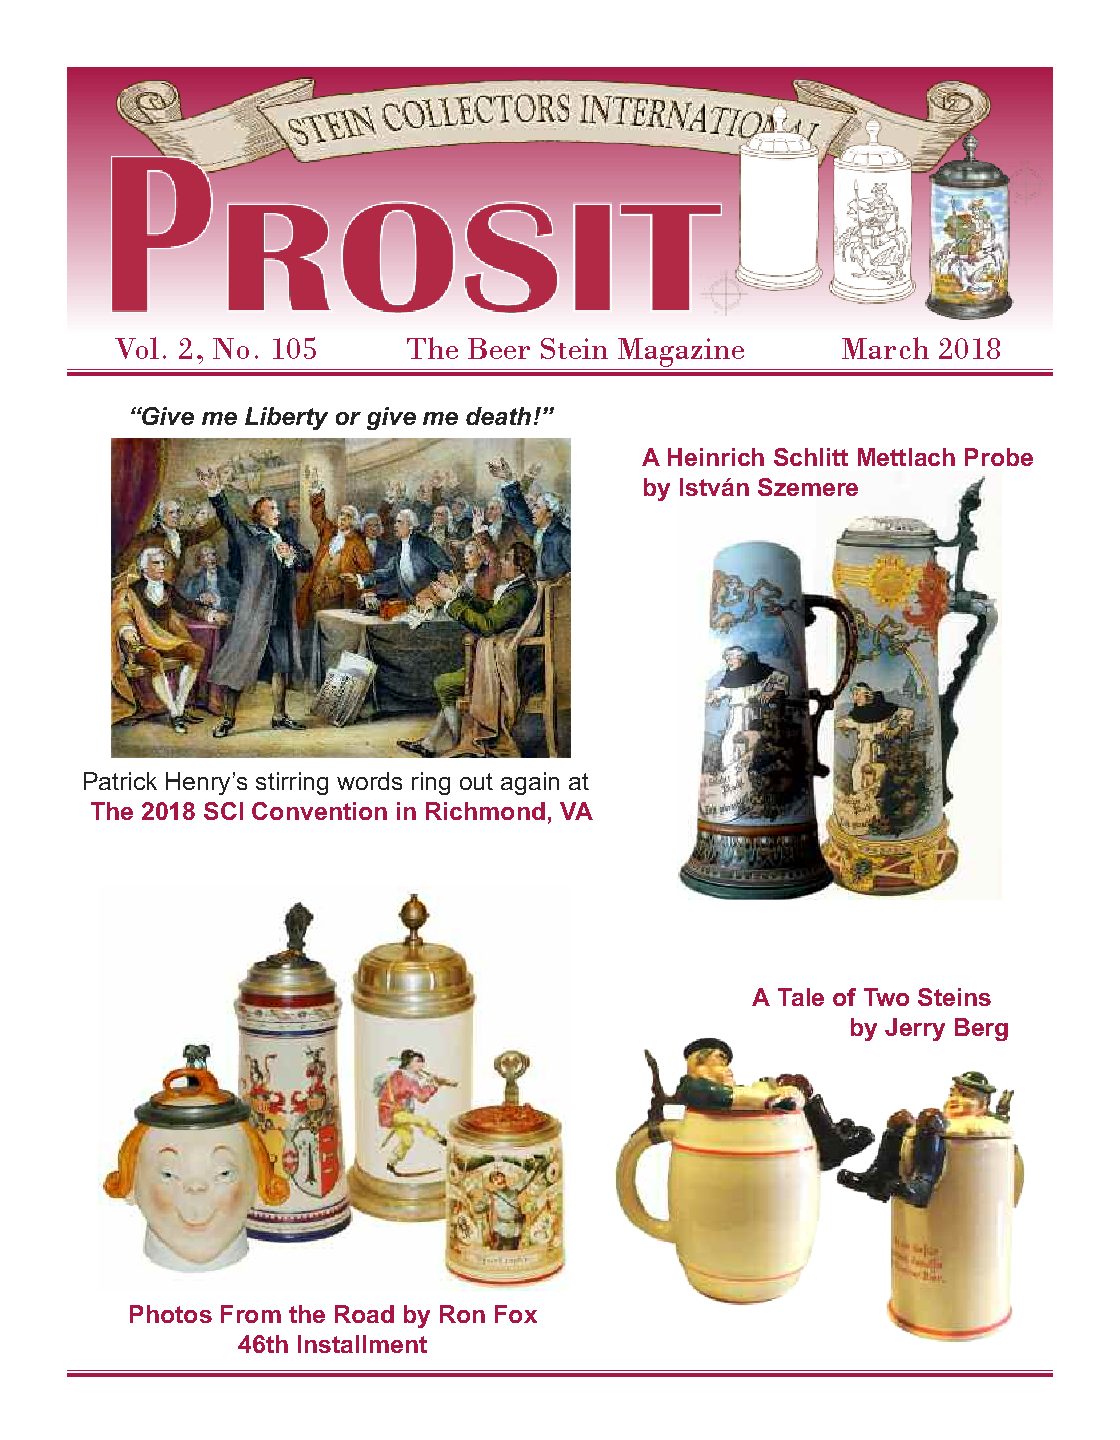 STEIN COLLECTORS INTERNATIONAL
PROSIT
Vol. 2, No. 105 The Beer Stein Magazine March 2018
“Give me Liberty or give me death!”
Patrick Henry’s stirring words ring out again at
The 2018 SCI Convention in Richmond, VA
A Heinrich Schlitt Mettlach Probe
by István Szemere
Photos From the Road by Ron Fox
46th Installment
A Tale of Two Steins
by Jerry Berg